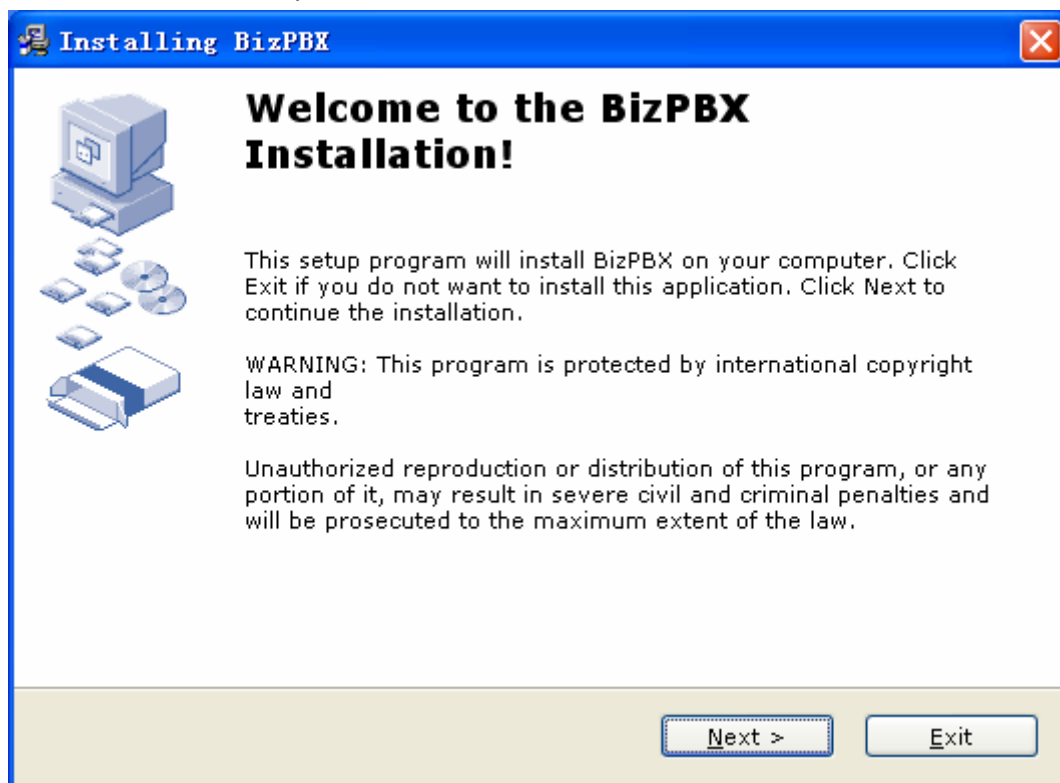 Installing BizPBX
Welcome to the BizPBX
Installation!
This setup program will install BizPBX on your computer. Click
Exit if you do not want to install this application. Click Next to
continue the installation.
WARNING: This program is protected by international copyright
law and
treaties.
Unauthorized reproduction or distribution of this program, or any
portion of it, may result in severe civil and criminal penalties and
will be prosecuted to the maximum extent of the law.
Next >
Exit